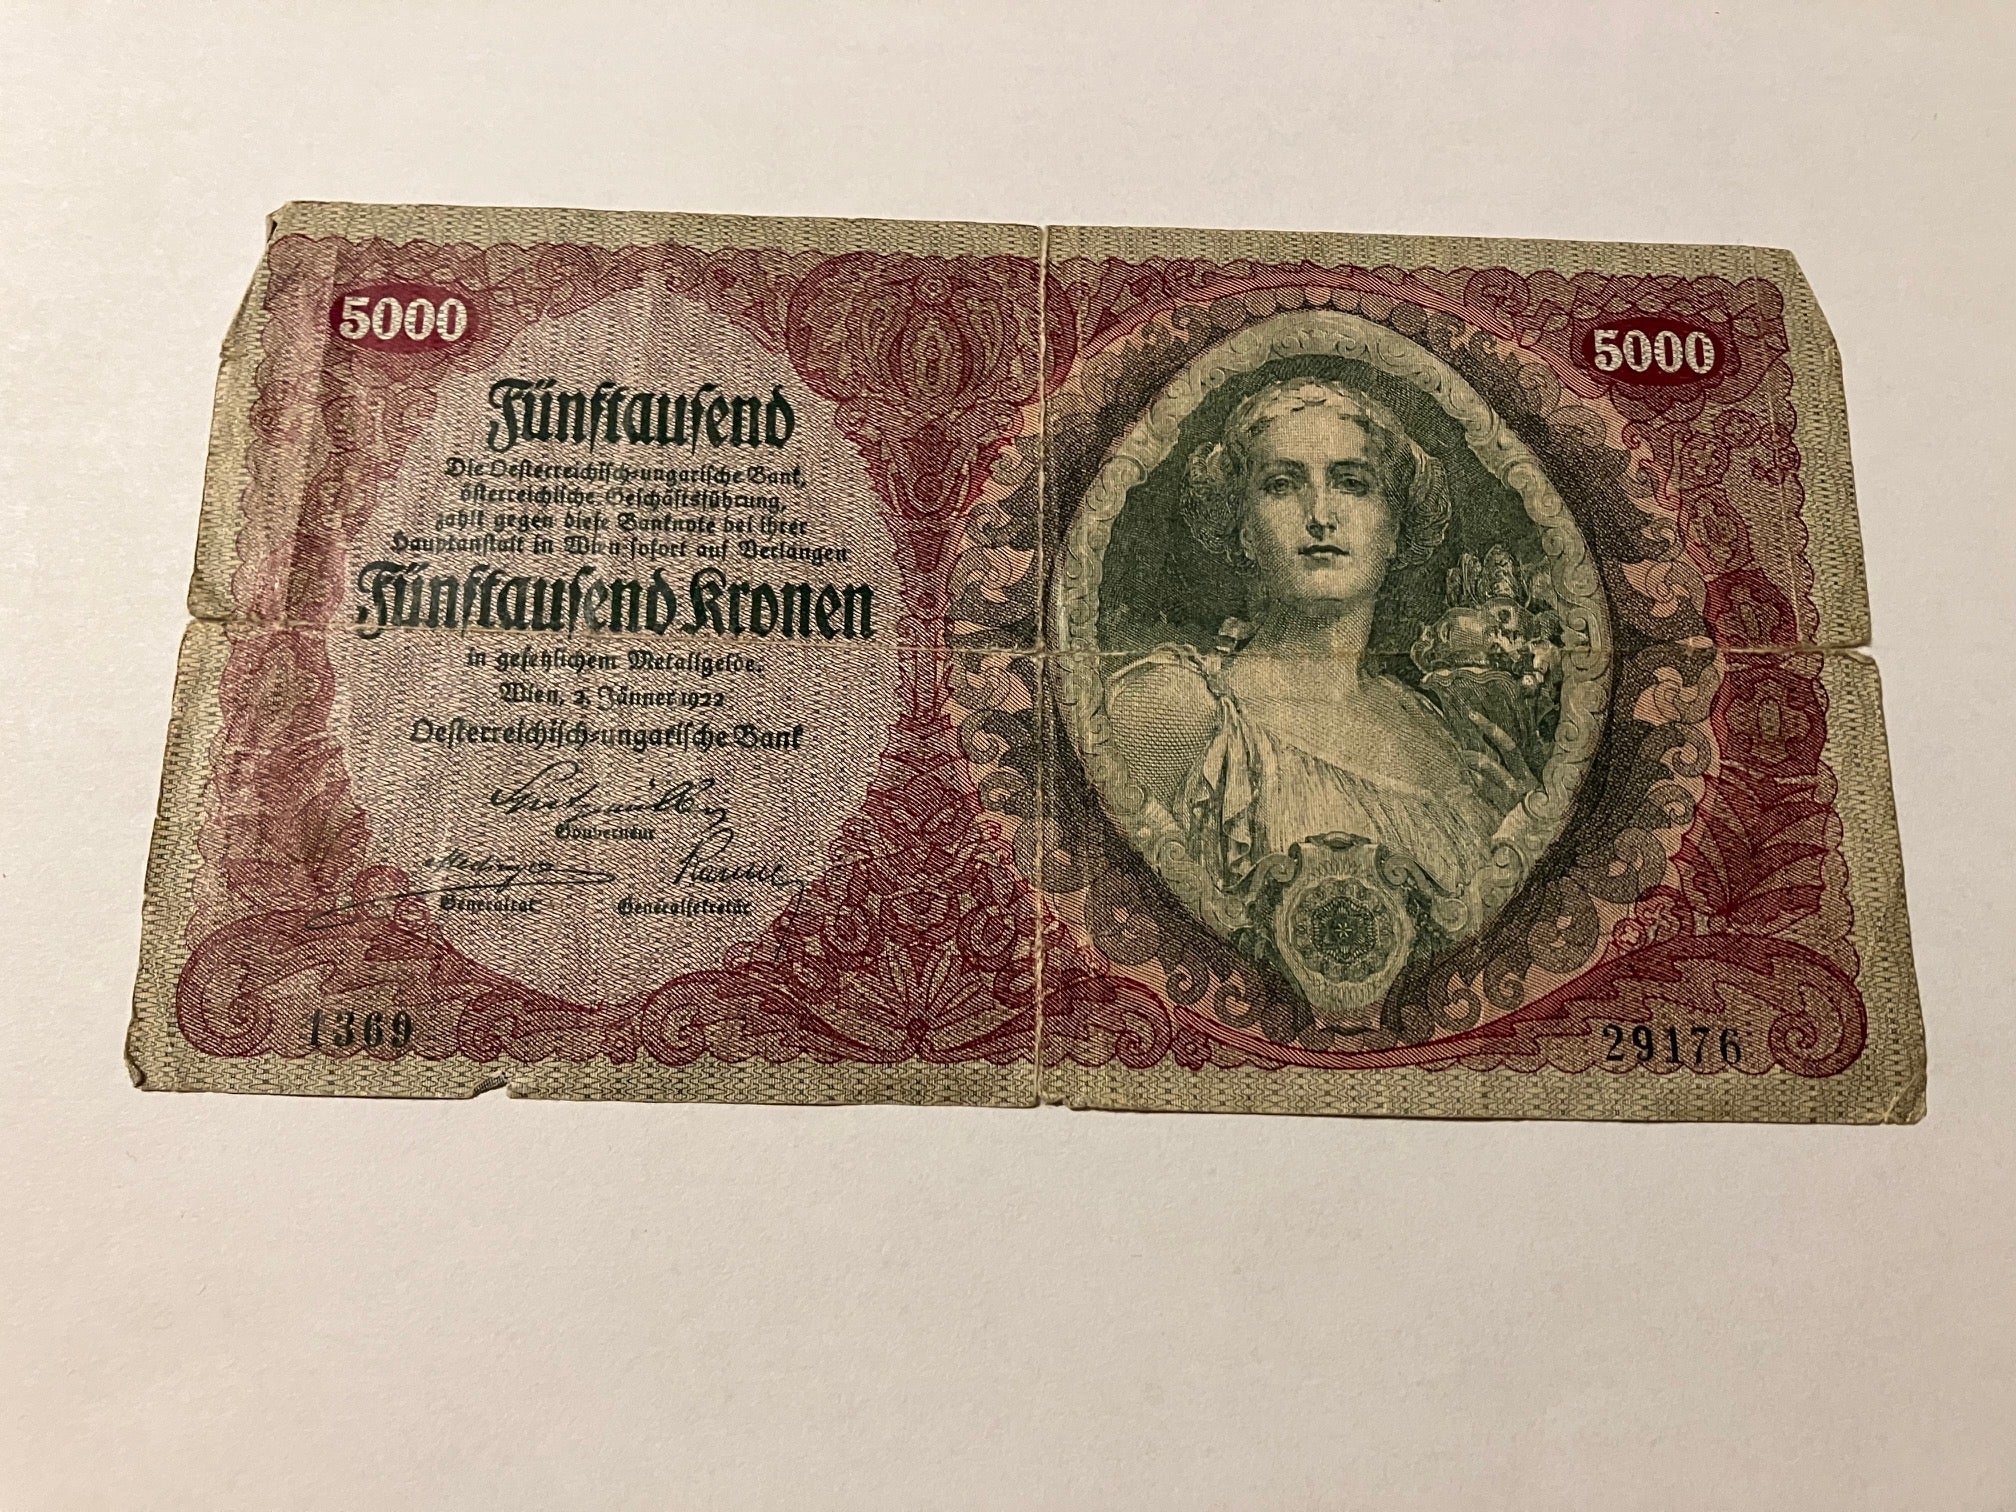 5000
5000
Fünftausend
Die Oesterreichisch-ungarische Bank,
österreichische Geschäftsführung,
zahlt gegen diese Banknote bei ihrer
Hauptanstalt in Wien sofort auf Verlangen
Fünftausend Kronen
in gesetzlichem Metallgelde.
Wien, 2. Jänner 1922
Oesterreichisch-ungarische Bank
Spitzmüller
Gouverneur
Generalrat
Generalsekretär
1369
29176